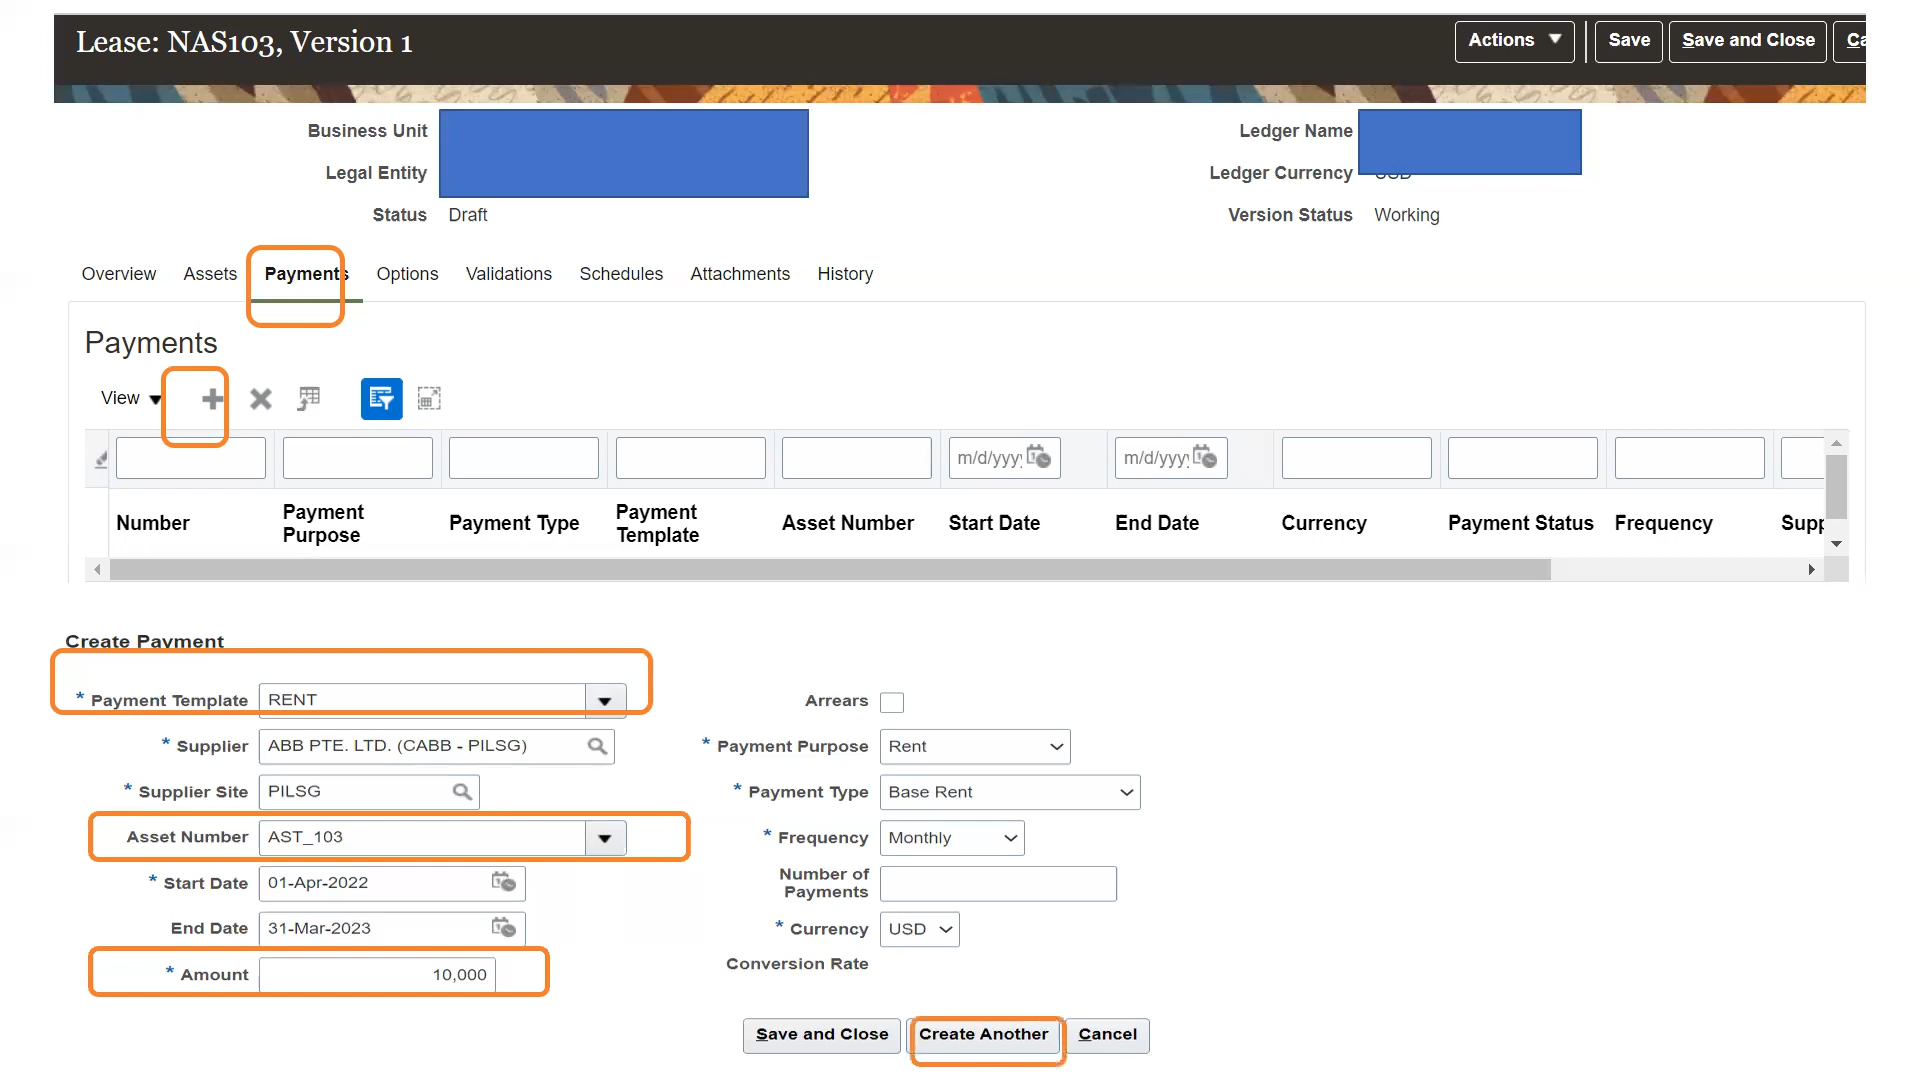 Lease: NAS103, Version 1
Actions Save Save and Close
Business Unit Ledger Name
Legal Entity Ledger Currency USD
Status Draft Version Status Working
Overview Assets Payments Options Validations Schedules Attachments History
Payments
View
m/d/yyyy m/d/yyyy
Number Payment Purpose Payment Type Payment Template Asset Number Start Date End Date Currency Payment Status Frequency Supp
Create Payment
* Payment Template RENT
* Supplier ABB PTE. LTD. (CABB - PILSG)
* Supplier Site PILSG
Asset Number AST_103
* Start Date 01-Apr-2022
End Date 31-Mar-2023
* Amount 10,000
Arrears
* Payment Purpose Rent
* Payment Type Base Rent
* Frequency Monthly
Number of
Payments
* Currency USD
Conversion Rate
Save and Close Create Another Cancel